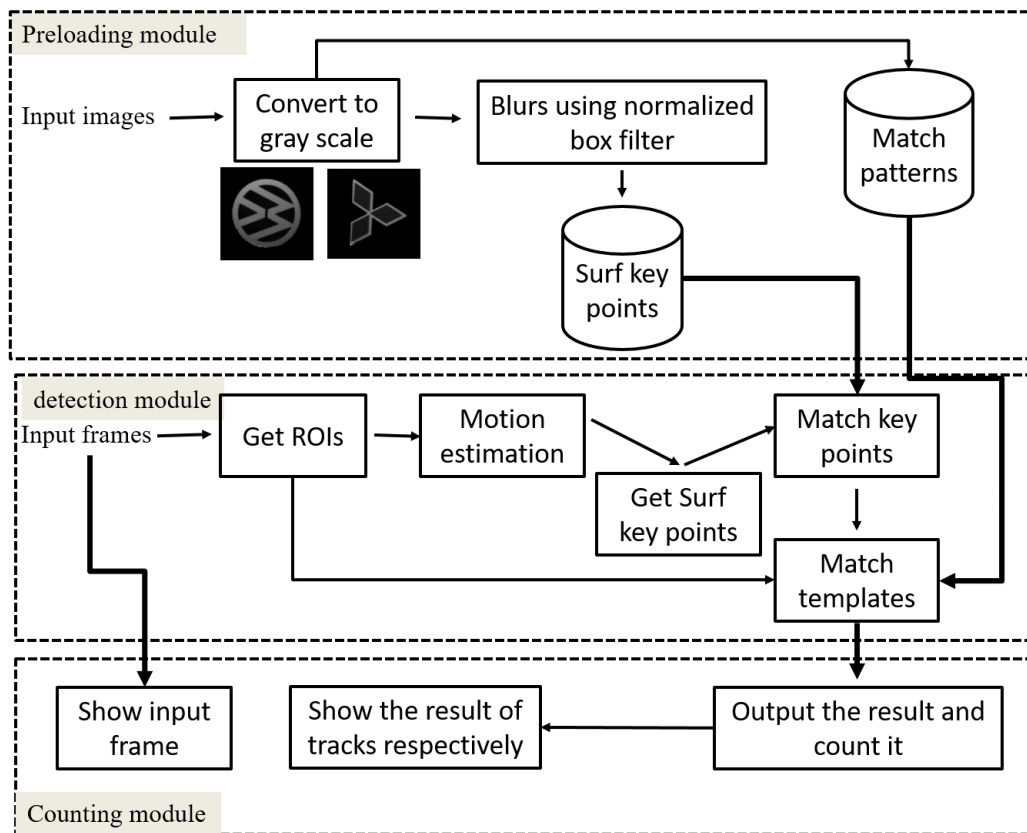 Preloading module
Input images
Convert to
gray scale
Blurs using normalized
box filter
Match
patterns
Surf key
points
detection module
Input frames
Get ROIs
Motion
estimation
Get Surf
key points
Match key
points
Match
templates
Show input
frame
Show the result of
tracks respectively
Output the result and
count it
Counting module